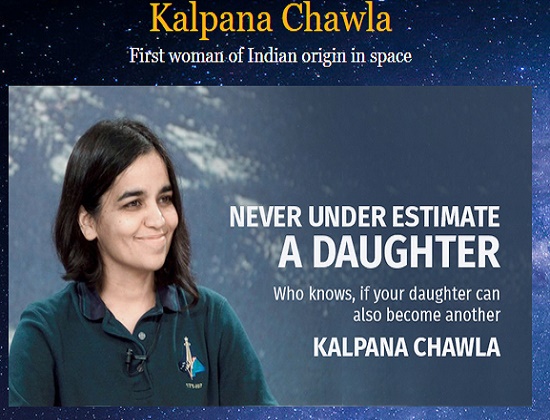 Kalpana Chawla
First woman of Indian origin in space
NEVER UNDER ESTIMATE
A DAUGHTER
Who knows, if your daughter can
also become another
KALPANA CHAWLA